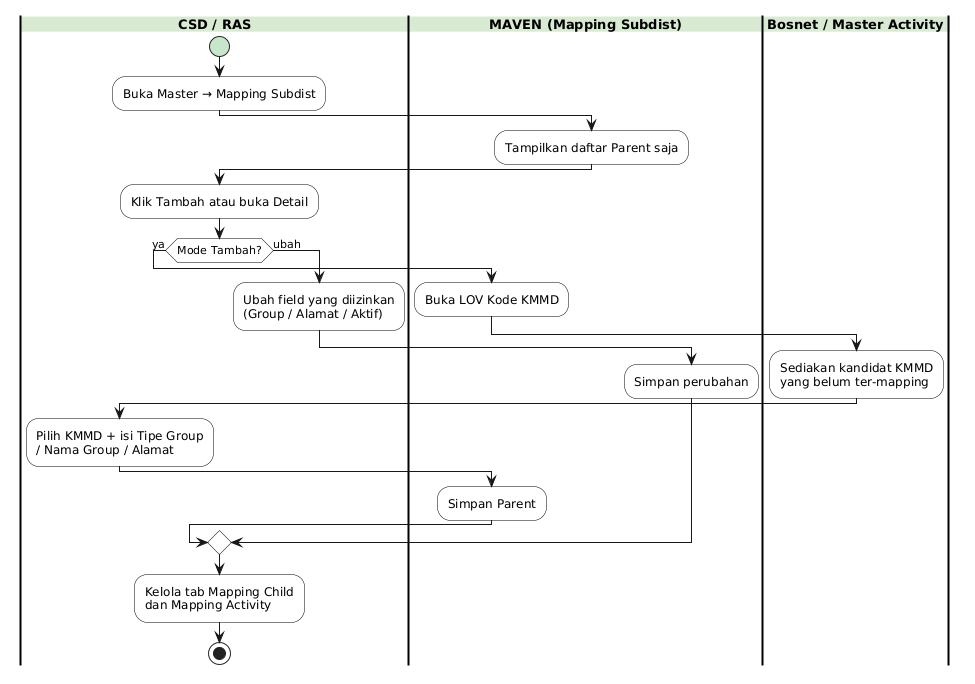 CSD / RAS
MAVEN (Mapping Subdist)
Bosnet / Master Activity
Buka Master → Mapping Subdist
Tampilkan daftar Parent saja
Klik Tambah atau buka Detail
ya
Mode Tambah?
ubah
Ubah field yang diizinkan
(Group / Alamat / Aktif)
Buka LOV Kode KMMD
Simpan perubahan
Sediakan kandidat KMMD
yang belum ter-mapping
Pilih KMMD + isi Tipe Group
/ Nama Group / Alamat
Simpan Parent
Kelola tab Mapping Child
dan Mapping Activity